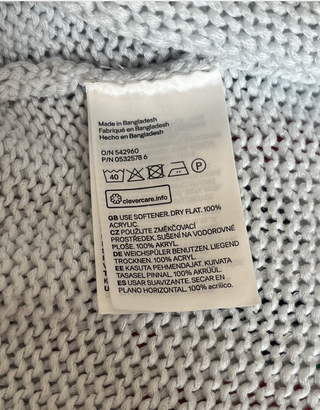 Made in Bangladesh
Fabriqué en Bangladesh
Hecho en Bangladesh
O/N 542960
P/N 0532578 6
40 P
clevercare.info
GB USE SOFTENER. DRY FLAT. 100%
ACRYLIC.
CZ POUŽIJTE ZMĚKČOVACÍ
PROSTŘEDEK, SUŠENÍ NA VODOROVNÉ
PLOŠE. 100% AKRYL.
DE WEICHSPÜLER BENUTZEN. LIEGEND
TROCKNEN. 100% ACRYL.
EE KASUTA PEHMENDAJAT. KUIVATA
TASASEL PINNAL. 100% AKRÜÜL.
ES USAR SUAVIZANTE. SECAR EN
PLANO HORIZONTAL. 100% acrílico.